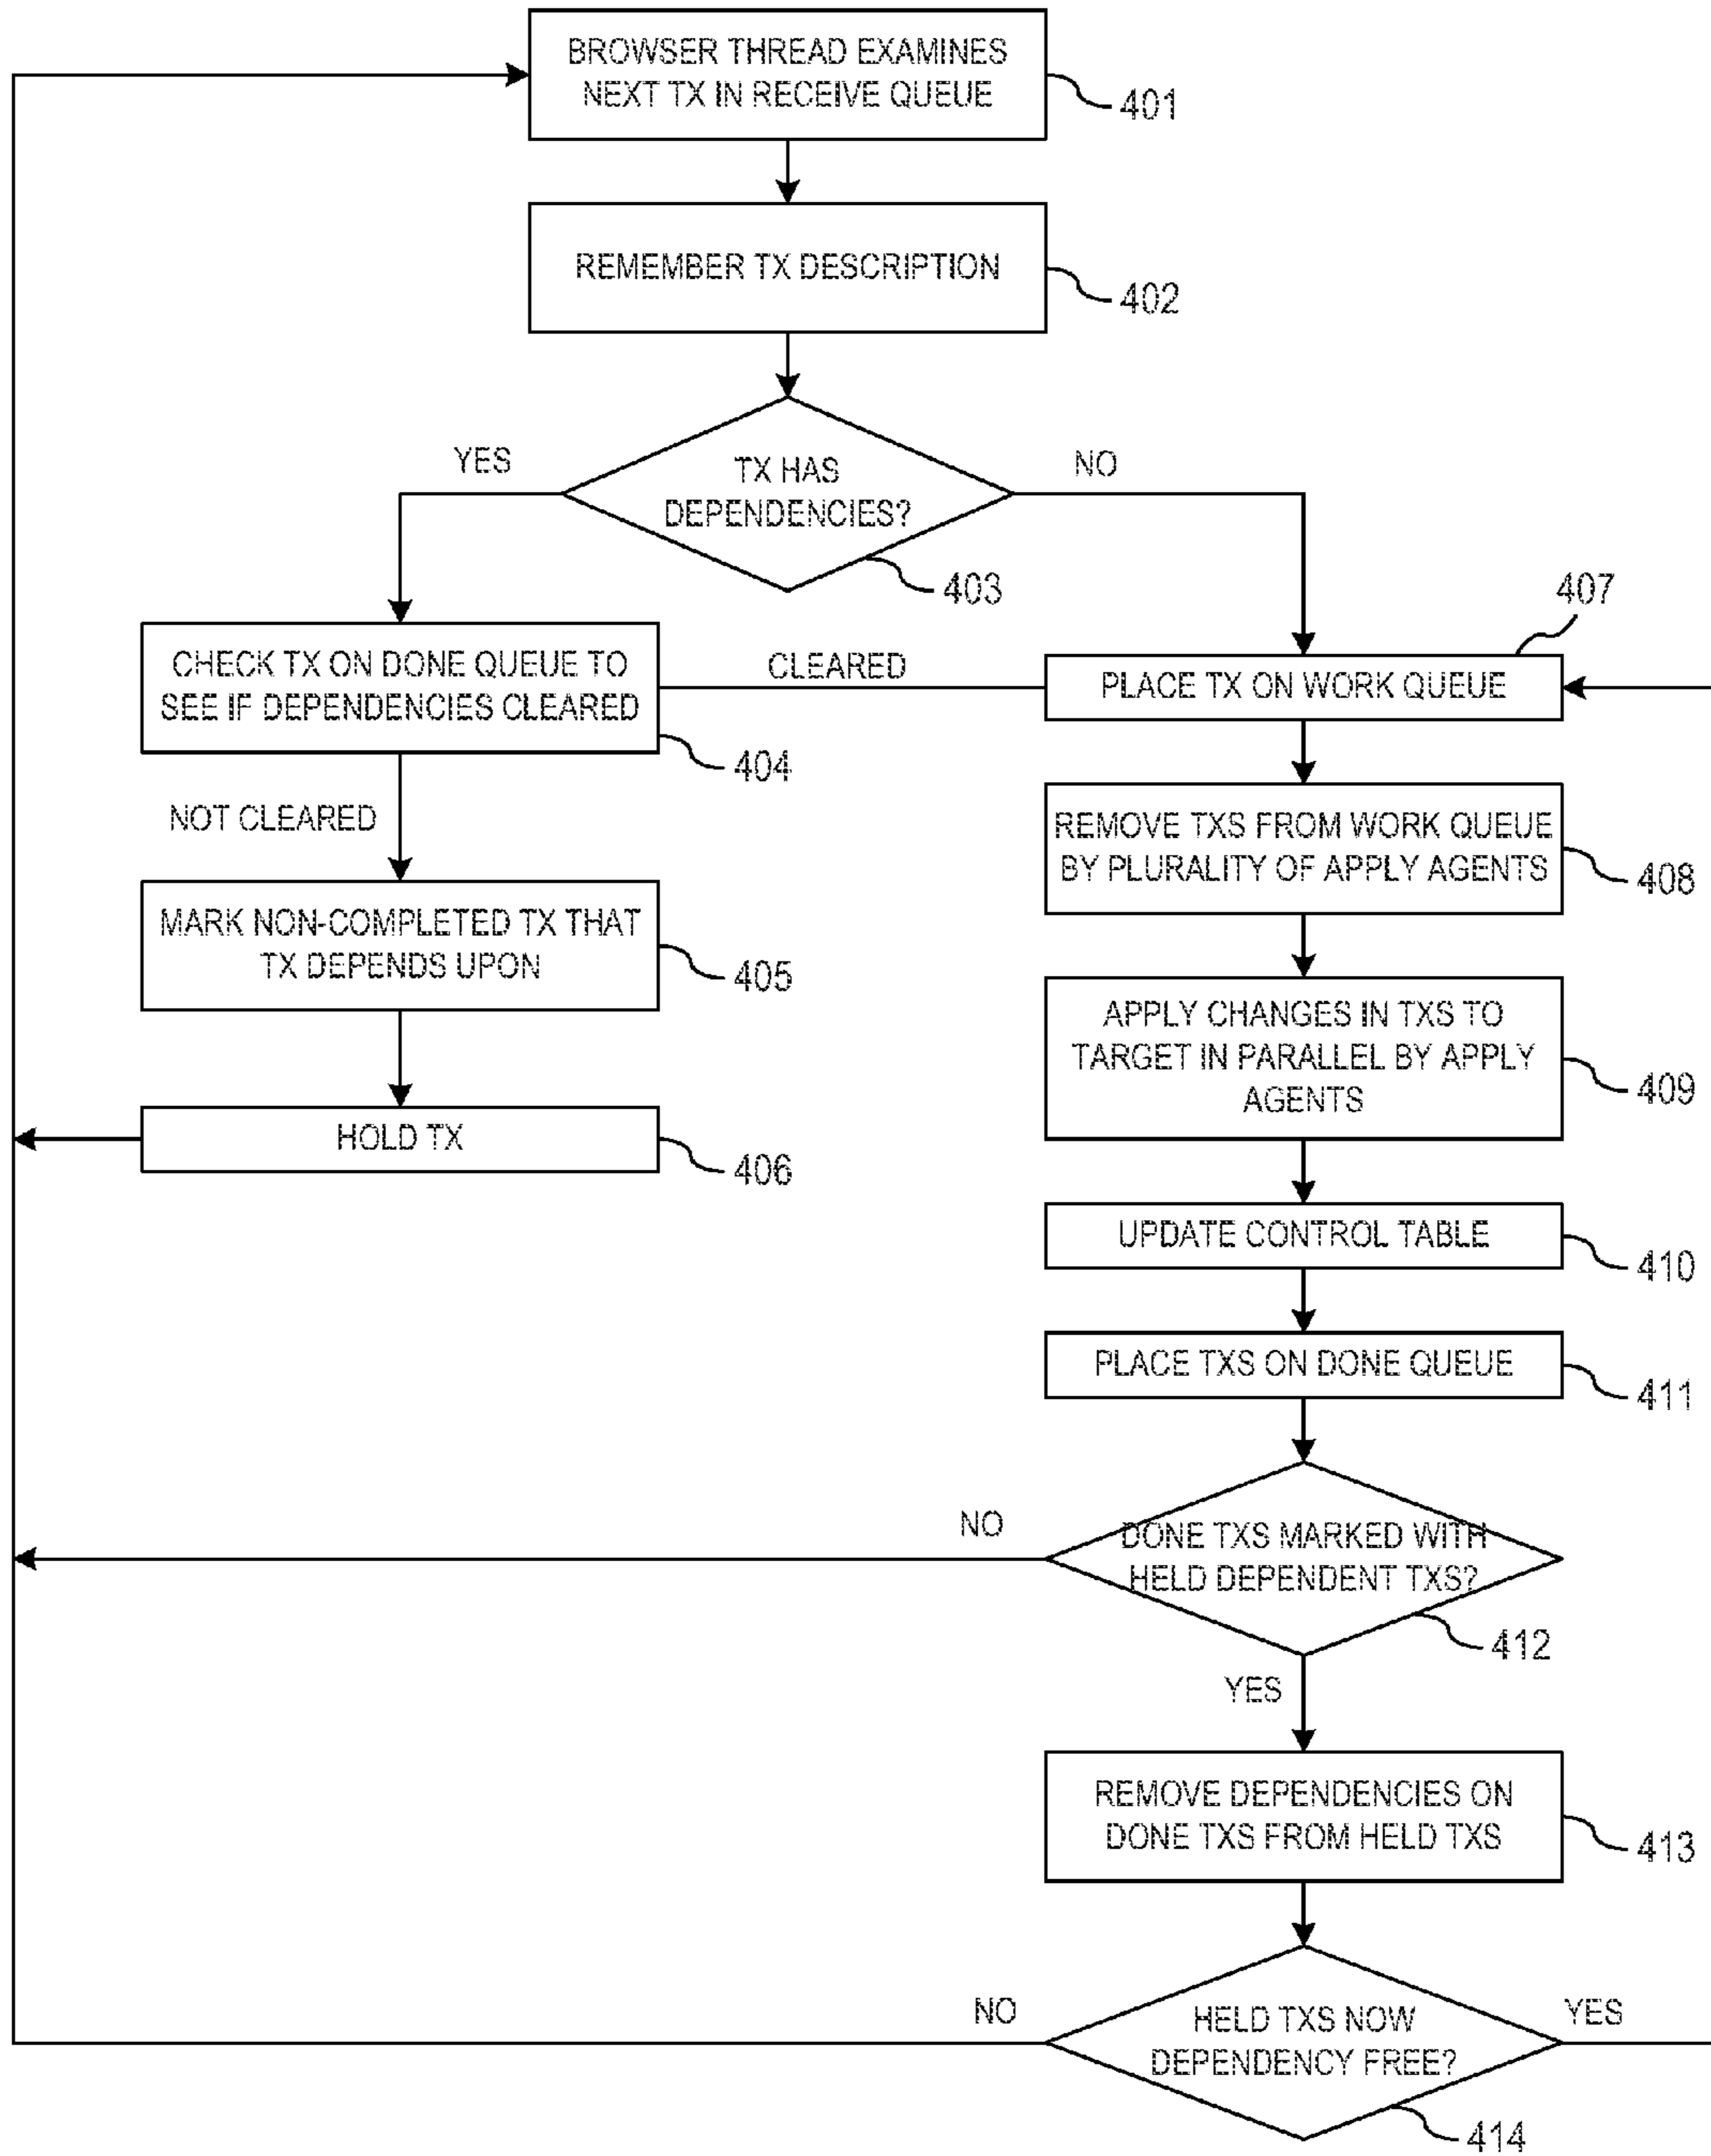 BROWSER THREAD EXAMINES
NEXT TX IN RECEIVE QUEUE
401
REMEMBER TX DESCRIPTION
402
YES
TX HAS
DEPENDENCIES?
NO
403
CHECK TX ON DONE QUEUE TO
SEE IF DEPENDENCIES CLEARED
404
CLEARED
407
PLACE TX ON WORK QUEUE
NOT CLEARED
REMOVE TXS FROM WORK QUEUE
BY PLURALITY OF APPLY AGENTS
408
MARK NON-COMPLETED TX THAT
TX DEPENDS UPON
405
APPLY CHANGES IN TXS TO
TARGET IN PARALLEL BY APPLY
AGENTS
409
HOLD TX
406
UPDATE CONTROL TABLE
410
PLACE TXS ON DONE QUEUE
411
NO
DONE TXS MARKED WITH
HELD DEPENDENT TXS?
412
YES
REMOVE DEPENDENCIES ON
DONE TXS FROM HELD TXS
413
NO
HELD TXS NOW
DEPENDENCY FREE?
YES
414